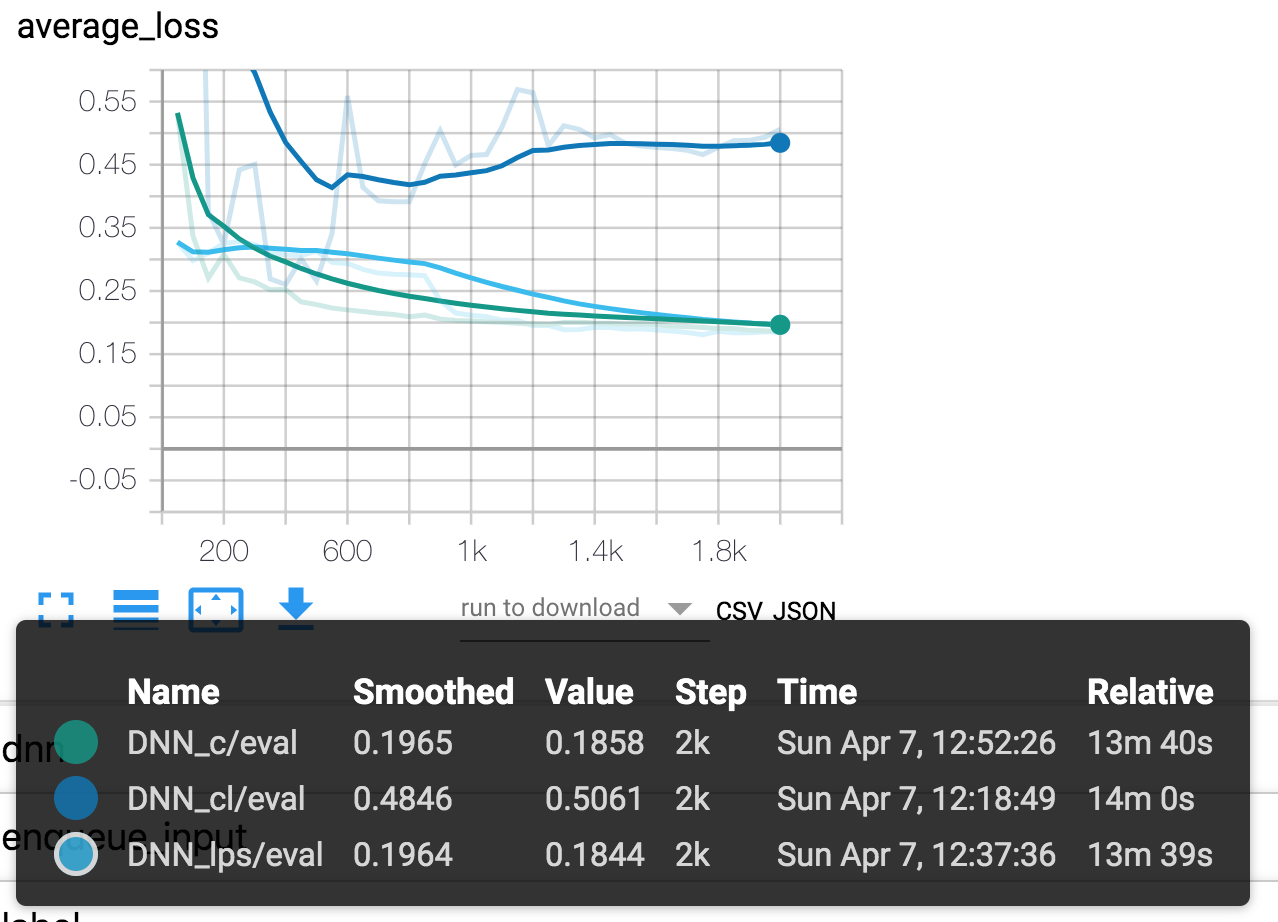 average_loss
0.55
0.45
0.35
0.25
0.15
0.05
-0.05
200 600 1k 1.4k 1.8k
run to download CSV JSON
Name Smoothed Value Step Time Relative
dnn
DNN_c/eval 0.1965 0.1858 2k Sun Apr 7, 12:52:26 13m 40s
DNN_cl/eval 0.4846 0.5061 2k Sun Apr 7, 12:18:49 14m 0s
enqueue_input
DNN_lps/eval 0.1964 0.1844 2k Sun Apr 7, 12:37:36 13m 39s